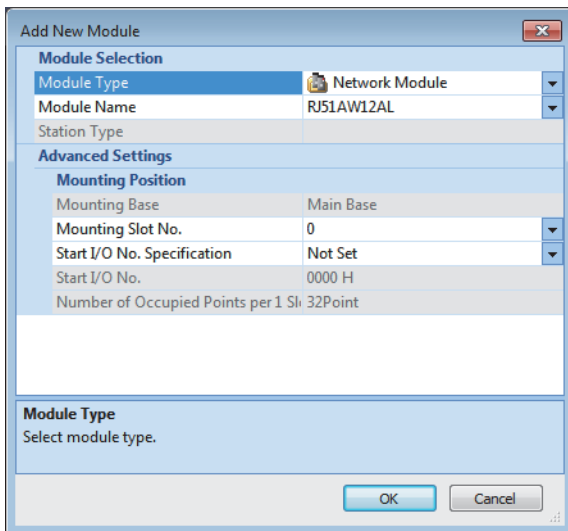 Add New Module
Module Selection
Module Type Network Module
Module Name RJ51AW12AL
Station Type
Advanced Settings
Mounting Position
Mounting Base Main Base
Mounting Slot No. 0
Start I/O No. Specification Not Set
Start I/O No. 0000 H
Number of Occupied Points per 1 Sl 32Point
Module Type
Select module type.
OK Cancel